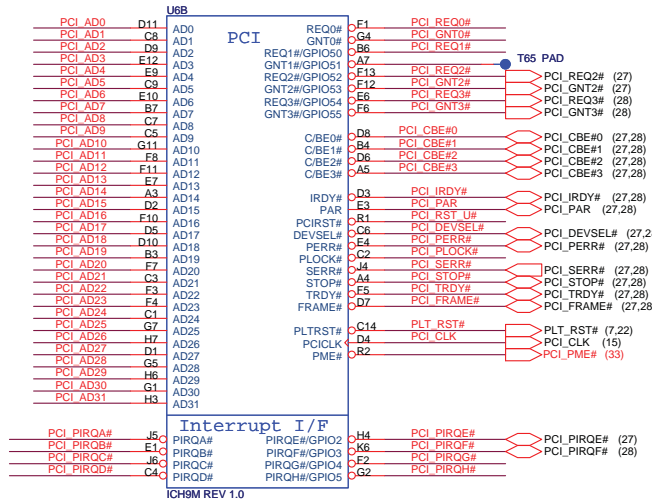 U6B
PCI
PCI_AD0 D11 AD0 REQ0# F1 PCI_REQ0#
PCI_AD1 C8 AD1 GNT0# G4 PCI_GNT0#
PCI_AD2 D9 AD2 REQ1#/GPIO50 B6 PCI_REQ1#
PCI_AD3 E12 AD3 GNT1#/GPIO51 A7 T65 PAD
PCI_AD4 E9 AD4 REQ2#/GPIO52 F13 PCI_REQ2# PCI_REQ2# (27)
PCI_AD5 C9 AD5 GNT2#/GPIO53 F12 PCI_GNT2# PCI_GNT2# (27)
PCI_AD6 E10 AD6 REQ3#/GPIO54 E6 PCI_REQ3# PCI_REQ3# (28)
PCI_AD7 B7 AD7 GNT3#/GPIO55 F6 PCI_GNT3# PCI_GNT3# (28)
PCI_AD8 C7 AD8
PCI_AD9 C5 AD9 C/BE0# D8 PCI_CBE#0 PCI_CBE#0 (27,28)
PCI_AD10 G11 AD10 C/BE1# B4 PCI_CBE#1 PCI_CBE#1 (27,28)
PCI_AD11 F8 AD11 C/BE2# D6 PCI_CBE#2 PCI_CBE#2 (27,28)
PCI_AD12 F11 AD12 C/BE3# A5 PCI_CBE#3 PCI_CBE#3 (27,28)
PCI_AD13 E7 AD13
PCI_AD14 A3 AD14 IRDY# D3 PCI_IRDY# PCI_IRDY# (27,28)
PCI_AD15 D2 AD15 PAR E3 PCI_PAR PCI_PAR (27,28)
PCI_AD16 F10 AD16 PCIRST# R1 PCI_RST_U#
PCI_AD17 D5 AD17 DEVSEL# C6 PCI_DEVSEL# PCI_DEVSEL# (27,2
PCI_AD18 D10 AD18 PERR# E4 PCI_PERR# PCI_PERR# (27,28)
PCI_AD19 B3 AD19 PLOCK# C2 PCI_PLOCK#
PCI_AD20 F7 AD20 SERR# J4 PCI_SERR# PCI_SERR# (27,28)
PCI_AD21 C3 AD21 STOP# A4 PCI_STOP# PCI_STOP# (27,28)
PCI_AD22 F3 AD22 TRDY# F5 PCI_TRDY# PCI_TRDY# (27,28)
PCI_AD23 F4 AD23 FRAME# D7 PCI_FRAME# PCI_FRAME# (27,28
PCI_AD24 C1 AD24
PCI_AD25 G7 AD25 PLTRST# C14 PLT_RST# PLT_RST# (7,22)
PCI_AD26 H7 AD26 PCICLK D4 PCI_CLK PCI_CLK (15)
PCI_AD27 D1 AD27 PME# R2 PCI_PME# (33)
PCI_AD28 G5 AD28
PCI_AD29 H6 AD29
PCI_AD30 G1 AD30
PCI_AD31 H3 AD31
Interrupt I/F
PCI_PIRQA# J5 PIRQA# PIRQE#/GPIO2 H4 PCI_PIRQE# PCI_PIRQE# (27)
PCI_PIRQB# E1 PIRQB# PIRQF#/GPIO3 K6 PCI_PIRQF# PCI_PIRQF# (28)
PCI_PIRQC# J6 PIRQC# PIRQG#/GPIO4 F2 PCI_PIRQG#
PCI_PIRQD# C4 PIRQD# PIRQH#/GPIO5 G2 PCI_PIRQH#
ICH9M REV 1.0